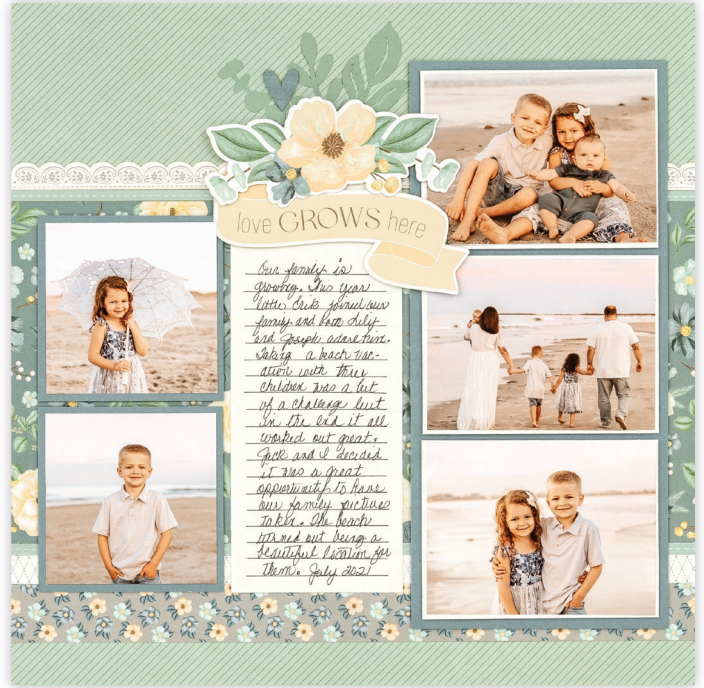 love GROWS here
Our family is
growing. This year
little Erik joined our
family and both Lily
and Joseph adore him.
Taking a beach vac-
ation with three
children was a bit
of a challenge but
in the end it all
worked out great.
Jack and I decided
it was a great
opportunity to have
our family pictures
taken. The beach
turned out being a
beautiful location for
them. July 2021